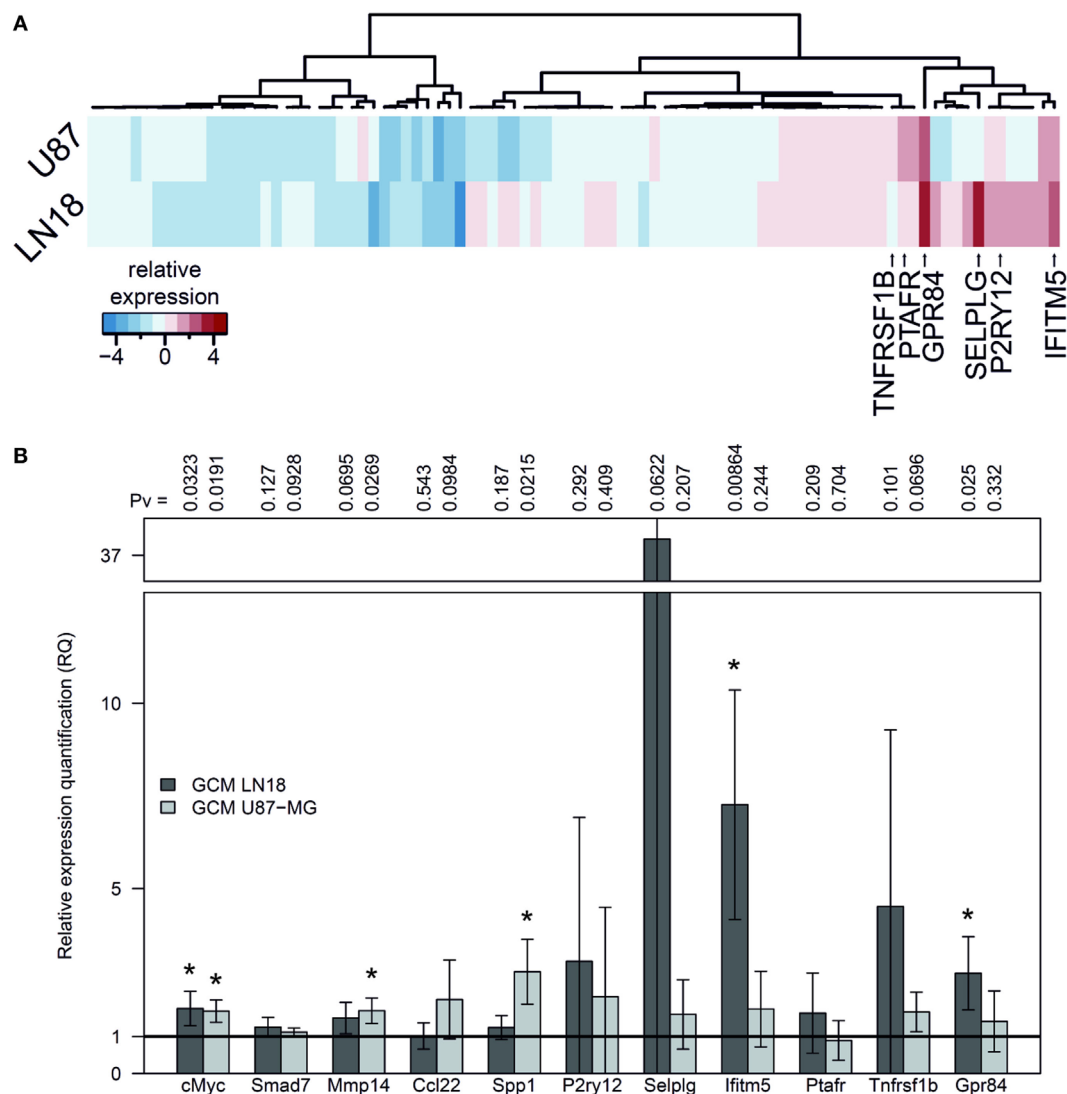 A
U87
LN18
relative
expression
−4 0 4
TNFRSF1B
PTAFR
GPR84
SELPLG
P2RY12
IFITM5
B
Pv = 0.0323 0.0191 0.127 0.0928 0.0695 0.0269 0.543 0.0984 0.187 0.0215 0.292 0.409 0.0622 0.207 0.00864 0.244 0.209 0.704 0.101 0.0696 0.025 0.332
37
10
5
1
0
Relative expression quantification (RQ)
GCM LN18
GCM U87−MG
* * * * * *
cMyc Smad7 Mmp14 Ccl22 Spp1 P2ry12 Selplg Ifitm5 Ptafr Tnfrsf1b Gpr84